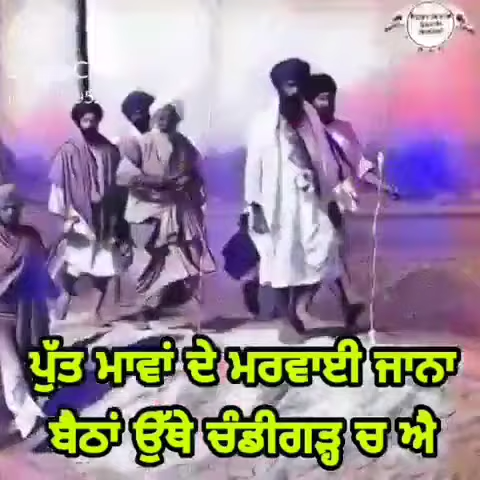 ਪੁੱਤ ਮਾਵਾਂ ਦੇ ਮਰਵਾਈ ਜਾਨਾ
ਬੈਠਾਂ ਉੱਥੇ ਚੰਡੀਗੜ੍ਹ ਚ ਐ